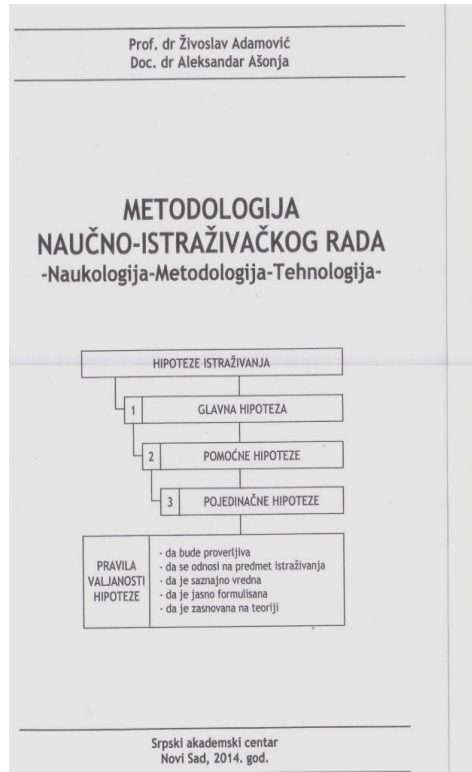 Prof. dr Živoslav Adamović
Doc. dr Aleksandar Ašonja
METODOLOGIJA
NAUČNO-ISTRAŽIVAČKOG RADA
-Naukologija-Metodologija-Tehnologija-
HIPOTEZE ISTRAŽIVANJA
1 GLAVNA HIPOTEZA
2 POMOĆNE HIPOTEZE
3 POJEDINAČNE HIPOTEZE
PRAVILA
VALJANOSTI
HIPOTEZE
- da bude proverljiva
- da se odnosi na predmet istraživanja
- da je saznajno vredna
- da je jasno formulisana
- da je zasnovana na teoriji
Srpski akademski centar
Novi Sad, 2014. god.